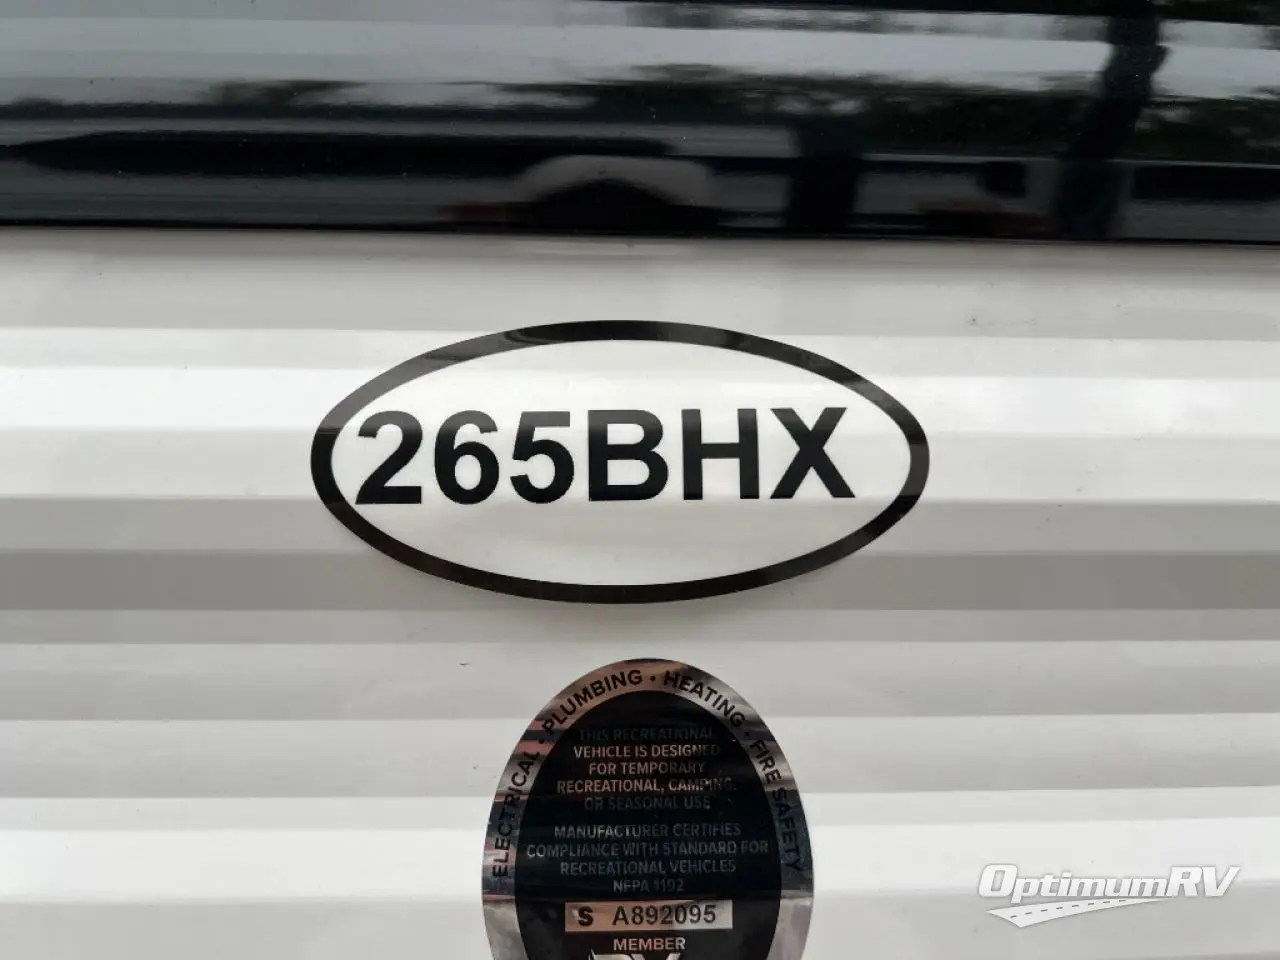 265BHX
ELECTRICAL · PLUMBING · HEATING · FIRE SAFETY
THIS RECREATIONAL
VEHICLE IS DESIGNED
FOR TEMPORARY
RECREATIONAL, CAMPING,
OR SEASONAL USE
MANUFACTURER CERTIFIES
COMPLIANCE WITH STANDARD FOR
RECREATIONAL VEHICLES
NFPA 1192
S A892095
MEMBER
OptimumRV